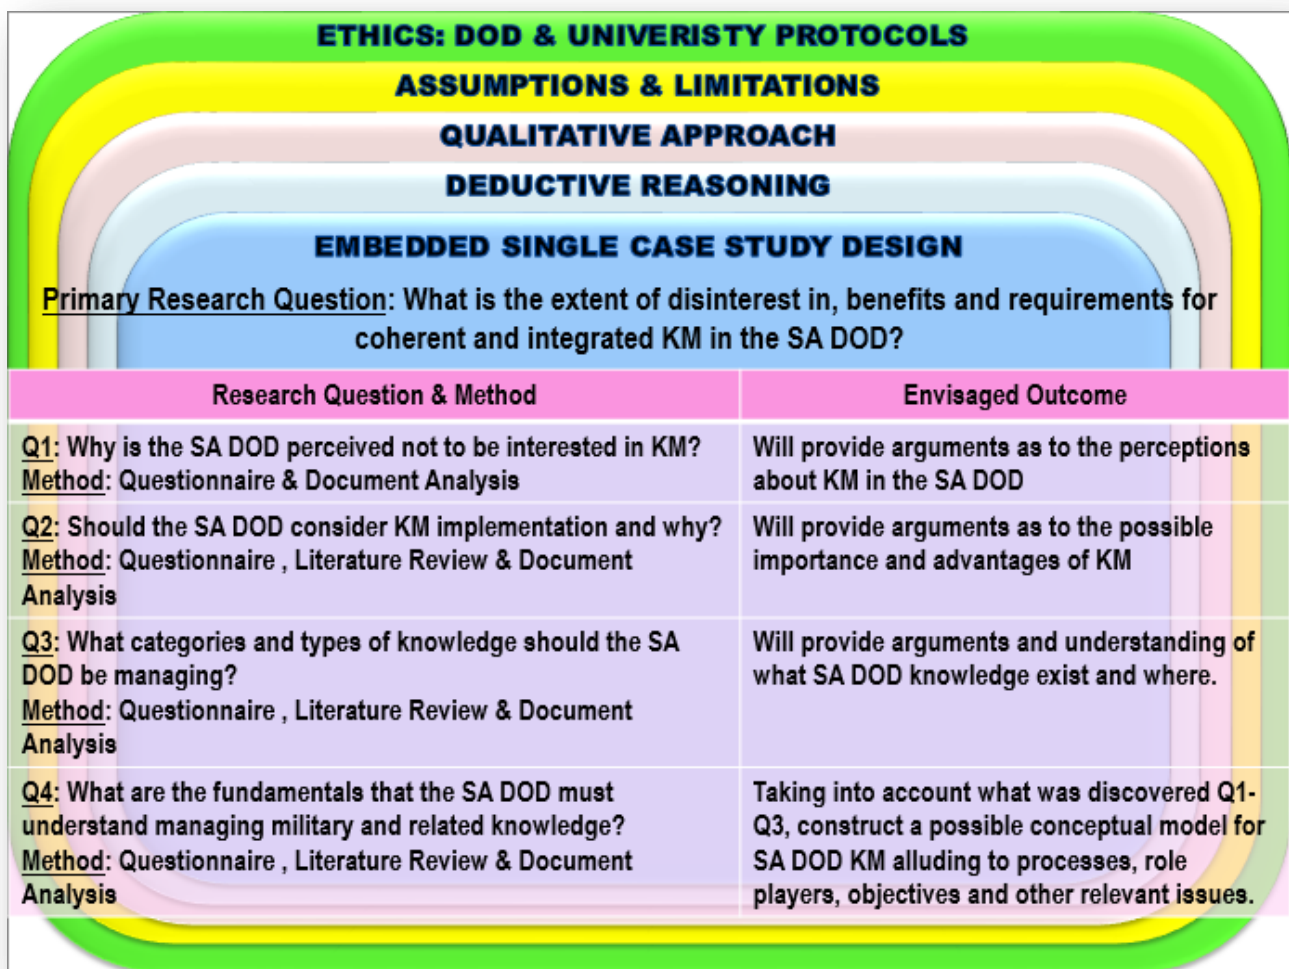 ETHICS: DOD & UNIVERISTY PROTOCOLS
ASSUMPTIONS & LIMITATIONS
QUALITATIVE APPROACH
DEDUCTIVE REASONING
EMBEDDED SINGLE CASE STUDY DESIGN
Primary Research Question: What is the extent of disinterest in, benefits and requirements for
coherent and integrated KM in the SA DOD?
Research Question & Method
Envisaged Outcome
Q1: Why is the SA DOD perceived not to be interested in KM?
Method: Questionnaire & Document Analysis
Will provide arguments as to the perceptions
about KM in the SA DOD
Q2: Should the SA DOD consider KM implementation and why?
Method: Questionnaire , Literature Review & Document
Analysis
Will provide arguments as to the possible
importance and advantages of KM
Q3: What categories and types of knowledge should the SA
DOD be managing?
Method: Questionnaire , Literature Review & Document
Analysis
Will provide arguments and understanding of
what SA DOD knowledge exist and where.
Q4: What are the fundamentals that the SA DOD must
understand managing military and related knowledge?
Method: Questionnaire , Literature Review & Document
Analysis
Taking into account what was discovered Q1-
Q3, construct a possible conceptual model for
SA DOD KM alluding to processes, role
players, objectives and other relevant issues.